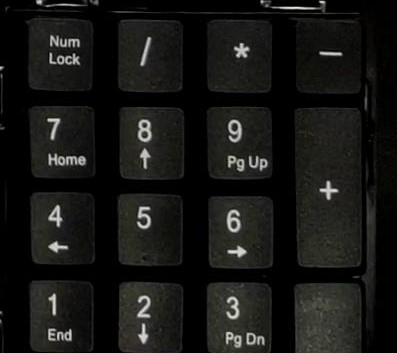 Num
Lock
/
*
−
7
Home
8
↑
9
Pg Up
+
4
←
5
6
→
1
End
2
↓
3
Pg Dn